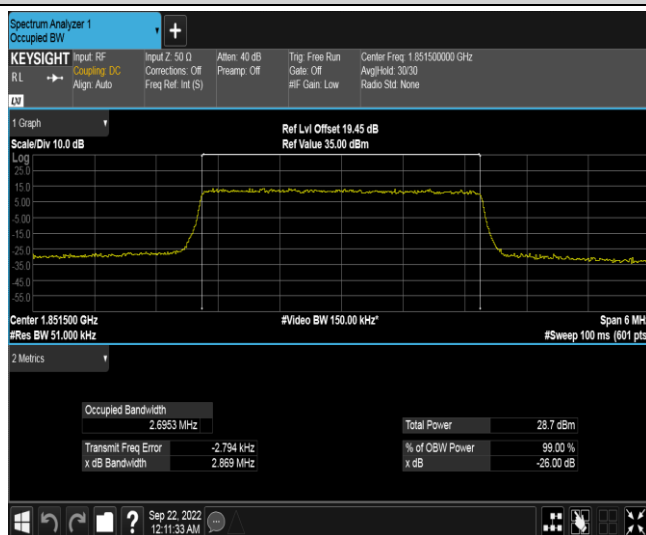 Spectrum Analyzer 1
Occupied BW
+
KEYSIGHT
RL
LXI
Input: RF
Coupling: DC
Align: Auto
Input Z: 50 Ω
Corrections: Off
Freq Ref: Int (S)
Atten: 40 dB
Preamp: Off
Trig: Free Run
Gate: Off
#IF Gain: Low
Center Freq: 1.851500000 GHz
Avg|Hold: 30/30
Radio Std: None
1 Graph
Scale/Div 10.0 dB
Ref Lvl Offset 19.45 dB
Ref Value 35.00 dBm
Log
25.0
15.0
5.00
-5.00
-15.0
-25.0
-35.0
-45.0
-55.0
Center 1.851500 GHz
#Res BW 51.000 kHz
#Video BW 150.00 kHz*
Span 6 MH
#Sweep 100 ms (601 pts
2 Metrics
Occupied Bandwidth
2.6953 MHz
Transmit Freq Error -2.794 kHz
x dB Bandwidth 2.869 MHz
Total Power 28.7 dBm
% of OBW Power 99.00 %
x dB -26.00 dB
?
Sep 22, 2022
12:11:33 AM